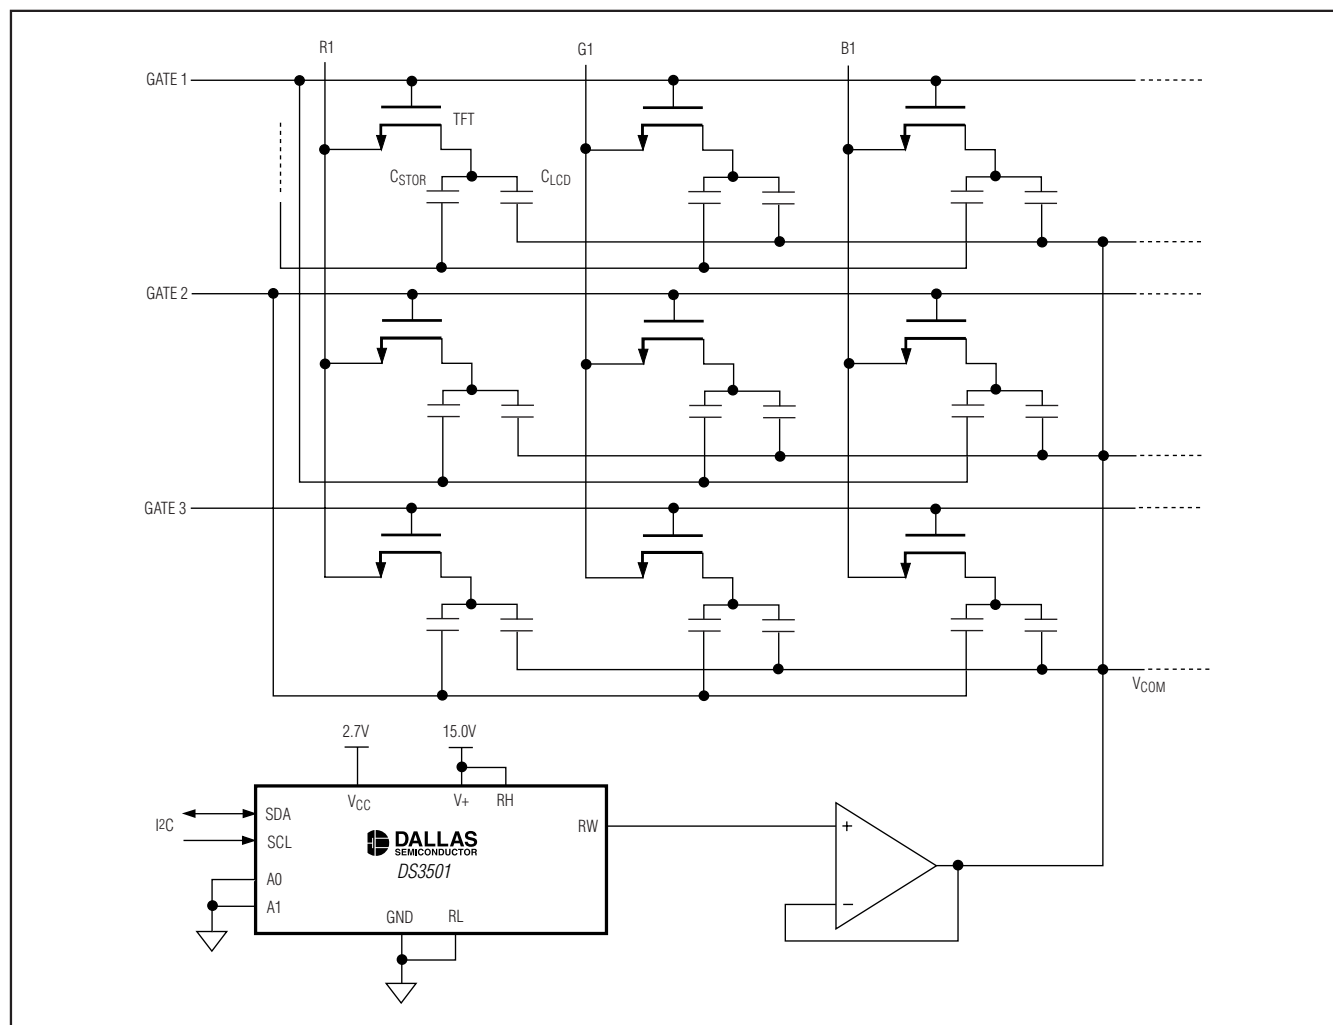 R1
G1
B1
GATE 1
TFT
CSTOR
CLCD
GATE 2
GATE 3
VCOM
2.7V
15.0V
VCC
V+
RH
I2C
SDA
SCL
RW
+
DALLAS
SEMICONDUCTOR
DS3501
A0
A1
GND
RL
−